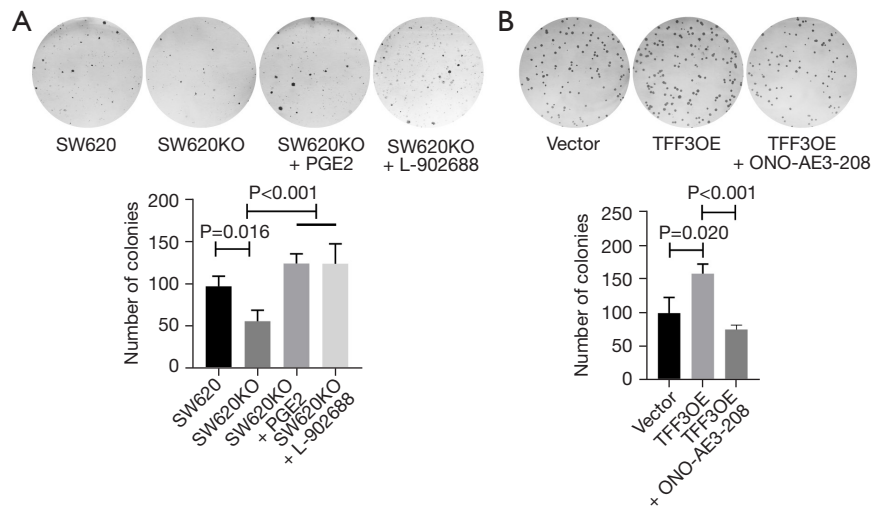 A
SW620
SW620KO
SW620KO
+ PGE2
SW620KO
+ L-902688
P<0.001
P=0.016
Number of colonies
200
150
100
50
0
SW620
SW620KO
SW620KO
+ PGE2
SW620KO
+ L-902688
B
Vector
TFF3OE
TFF3OE
+ ONO-AE3-208
P<0.001
P=0.020
Number of colonies
250
200
150
100
50
0
Vector
TFF3OE
TFF3OE
+ ONO-AE3-208